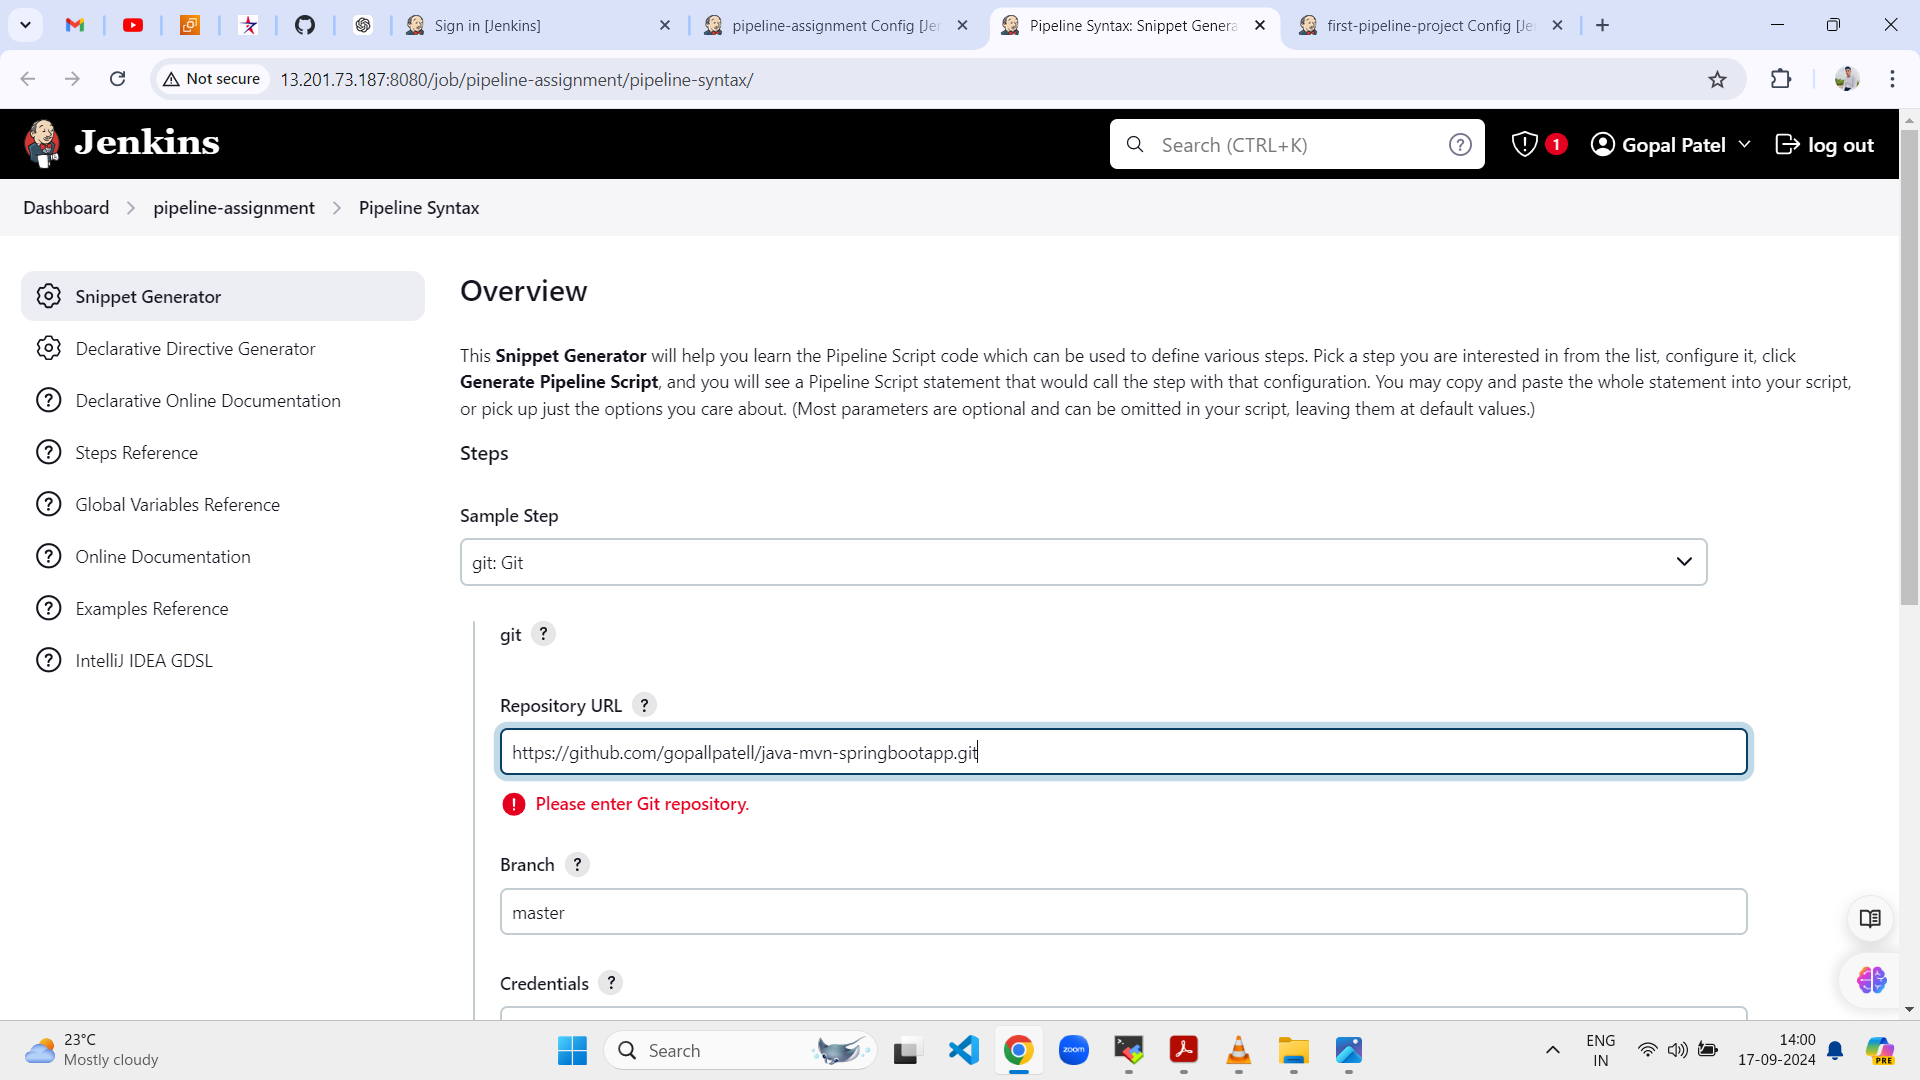 Sign in [Jenkins]
pipeline-assignment Config [Je
Pipeline Syntax: Snippet Genera
first-pipeline-project Config [Je
Not secure
13.201.73.187:8080/job/pipeline-assignment/pipeline-syntax/
Jenkins
Search (CTRL+K)
1
Gopal Patel
log out
Dashboard
pipeline-assignment
Pipeline Syntax
Snippet Generator
Declarative Directive Generator
Declarative Online Documentation
Steps Reference
Global Variables Reference
Online Documentation
Examples Reference
IntelliJ IDEA GDSL
Overview
This Snippet Generator will help you learn the Pipeline Script code which can be used to define various steps. Pick a step you are interested in from the list, configure it, click
Generate Pipeline Script, and you will see a Pipeline Script statement that would call the step with that configuration. You may copy and paste the whole statement into your script,
or pick up just the options you care about. (Most parameters are optional and can be omitted in your script, leaving them at default values.)
Steps
Sample Step
git: Git
git ?
Repository URL ?
https://github.com/gopallpatell/java-mvn-springbootapp.git
Please enter Git repository.
Branch ?
master
Credentials ?
23°C
Mostly cloudy
Search
zoom
ENG
IN
14:00
17-09-2024
PRE